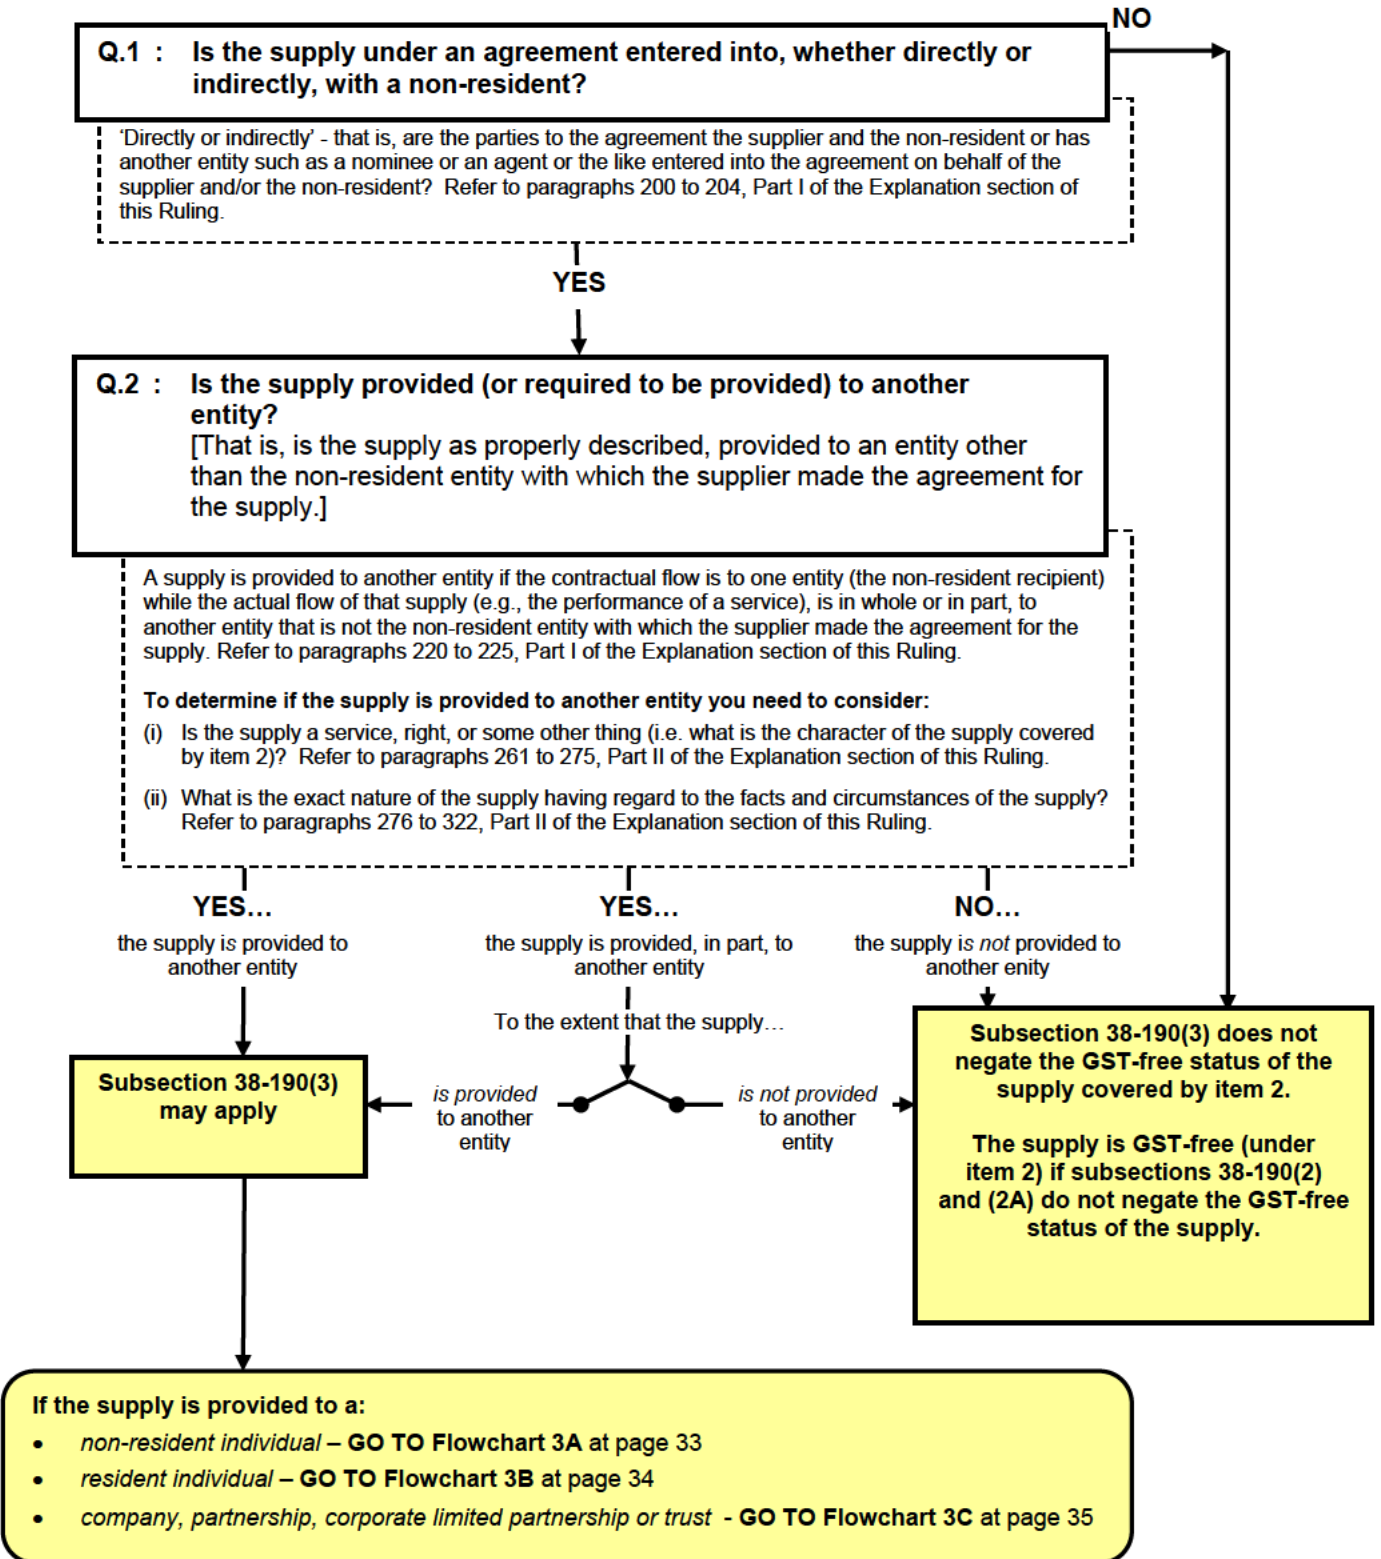 NO
Q.1 : Is the supply under an agreement entered into, whether directly or
indirectly, with a non-resident?
‘Directly or indirectly’ - that is, are the parties to the agreement the supplier and the non-resident or has
another entity such as a nominee or an agent or the like entered into the agreement on behalf of the
supplier and/or the non-resident? Refer to paragraphs 200 to 204, Part I of the Explanation section of
this Ruling.
YES
Q.2 : Is the supply provided (or required to be provided) to another
entity?
[That is, is the supply as properly described, provided to an entity other
than the non-resident entity with which the supplier made the agreement for
the supply.]
A supply is provided to another entity if the contractual flow is to one entity (the non-resident recipient)
while the actual flow of that supply (e.g., the performance of a service), is in whole or in part, to
another entity that is not the non-resident entity with which the supplier made the agreement for the
supply. Refer to paragraphs 220 to 225, Part I of the Explanation section of this Ruling.
To determine if the supply is provided to another entity you need to consider:
(i) Is the supply a service, right, or some other thing (i.e. what is the character of the supply covered
by item 2)? Refer to paragraphs 261 to 275, Part II of the Explanation section of this Ruling.
(ii) What is the exact nature of the supply having regard to the facts and circumstances of the supply?
Refer to paragraphs 276 to 322, Part II of the Explanation section of this Ruling.
YES…
the supply is provided to
another entity
YES…
the supply is provided, in part, to
another entity
NO…
the supply is not provided to
another enity
To the extent that the supply…
is provided
to another
entity
is not provided
to another
entity
Subsection 38-190(3)
may apply
Subsection 38-190(3) does not
negate the GST-free status of the
supply covered by item 2.
The supply is GST-free (under
item 2) if subsections 38-190(2)
and (2A) do not negate the GST-free
status of the supply.
If the supply is provided to a:
• non-resident individual – GO TO Flowchart 3A at page 33
• resident individual – GO TO Flowchart 3B at page 34
• company, partnership, corporate limited partnership or trust - GO TO Flowchart 3C at page 35